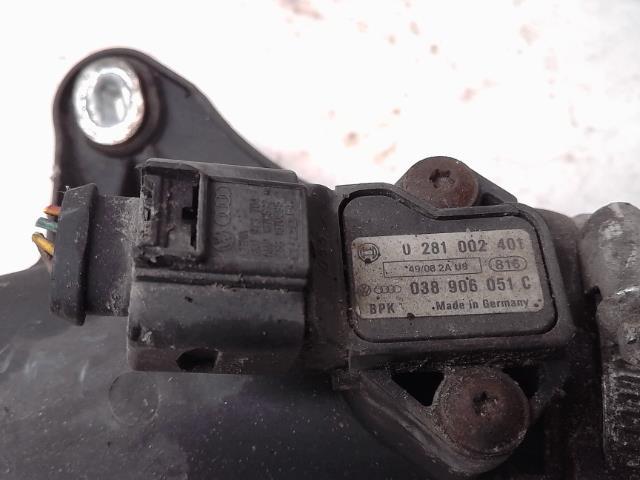 0 281 002 401
49/08 2A U9 816
038 906 051 C
BPK Made in Germany